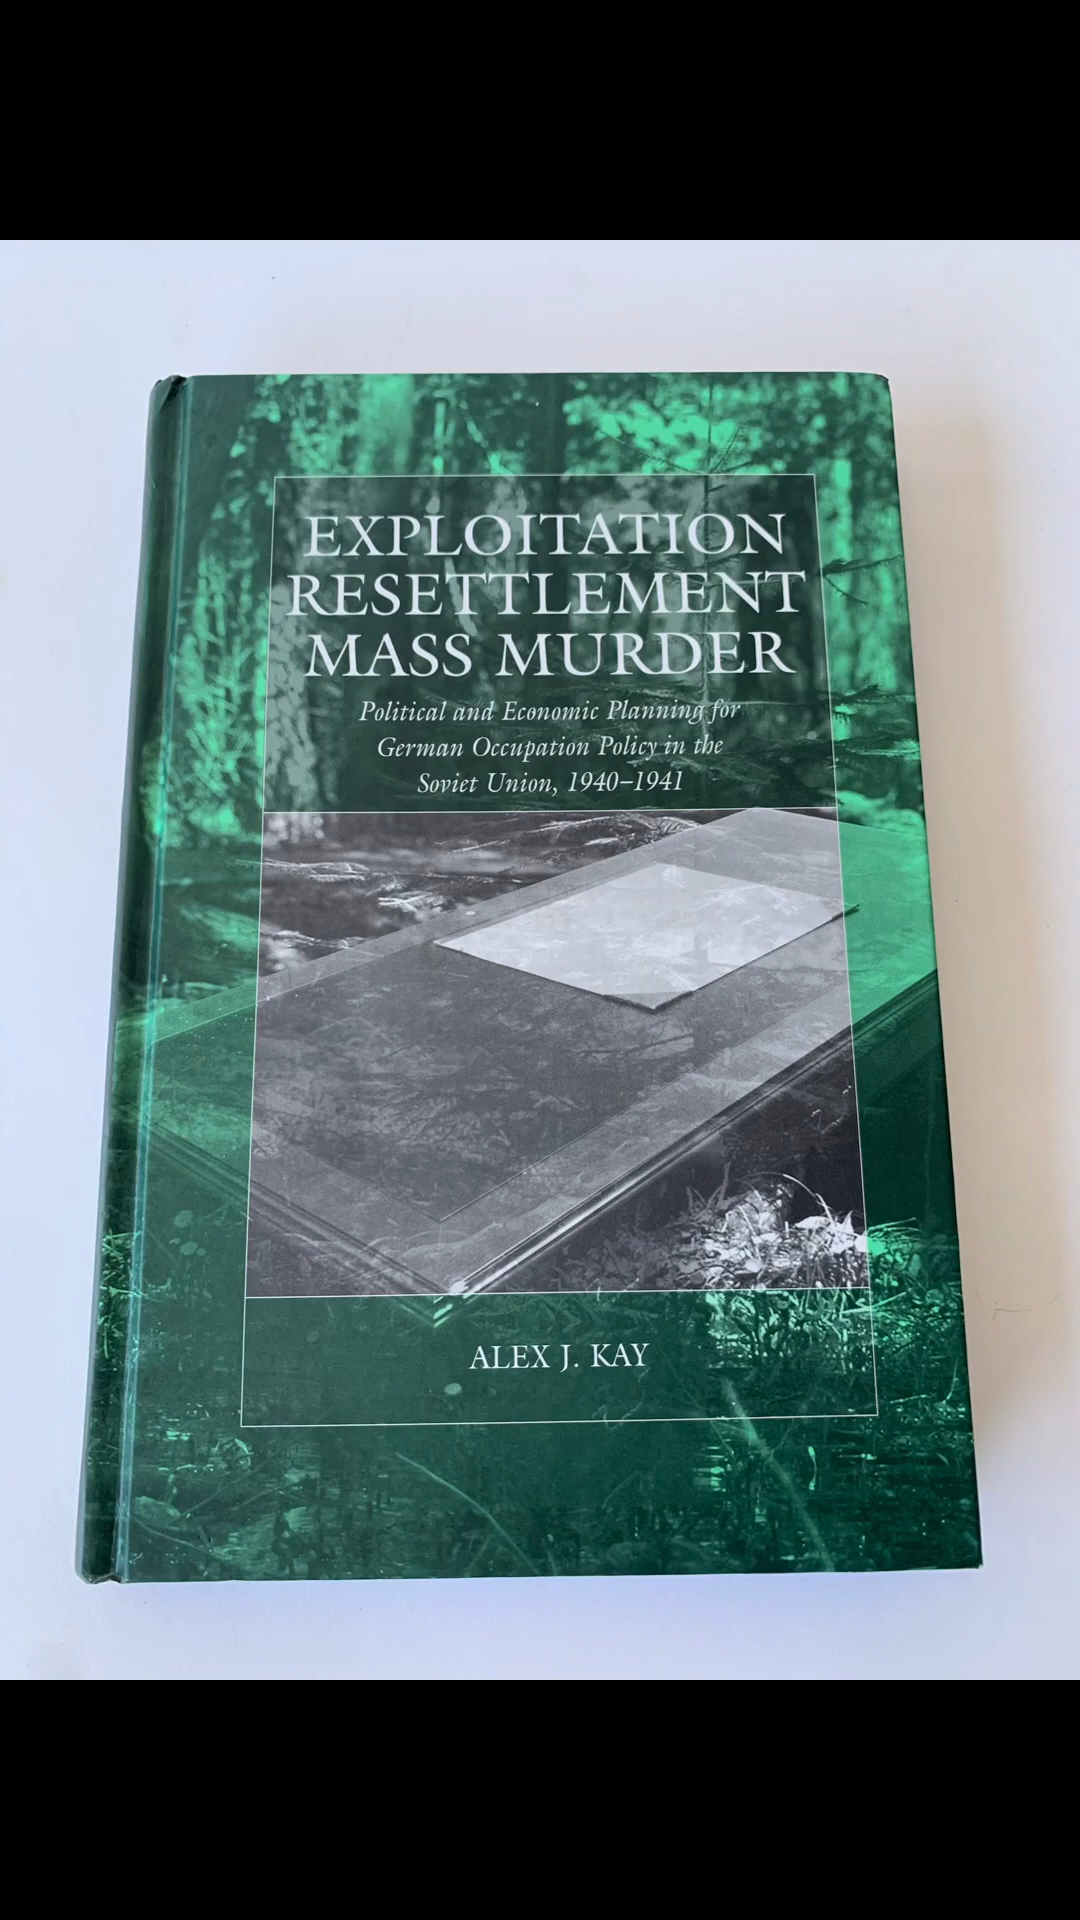 EXPLOITATION
RESETTLEMENT
MASS MURDER
Political and Economic Planning for
German Occupation Policy in the
Soviet Union, 1940–1941
ALEX J. KAY